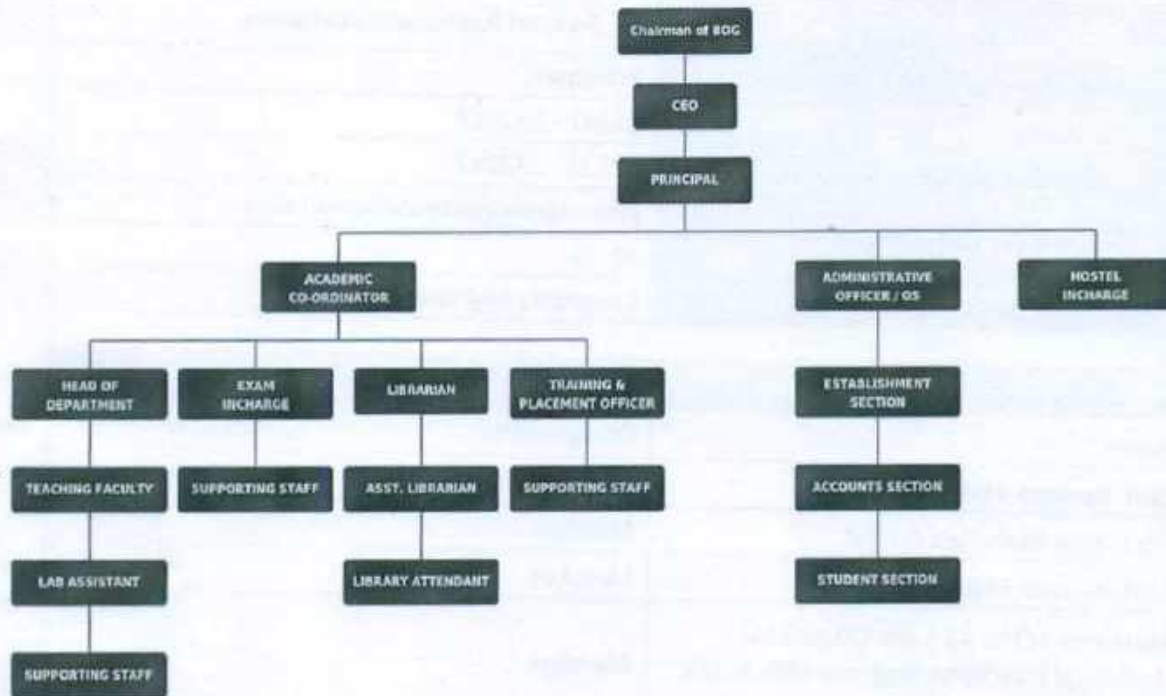 Chairman of BOG
CEO
PRINCIPAL
ACADEMIC
CO-ORDINATOR
ADMINISTRATIVE
OFFICER / OS
HOSTEL
INCHARGE
HEAD OF
DEPARTMENT
EXAM
INCHARGE
LIBRARIAN
TRAINING &
PLACEMENT OFFICER
ESTABLISHMENT
SECTION
TEACHING FACULTY
SUPPORTING STAFF
ASST. LIBRARIAN
SUPPORTING STAFF
ACCOUNTS SECTION
LAB ASSISTANT
LIBRARY ATTENDANT
STUDENT SECTION
SUPPORTING STAFF